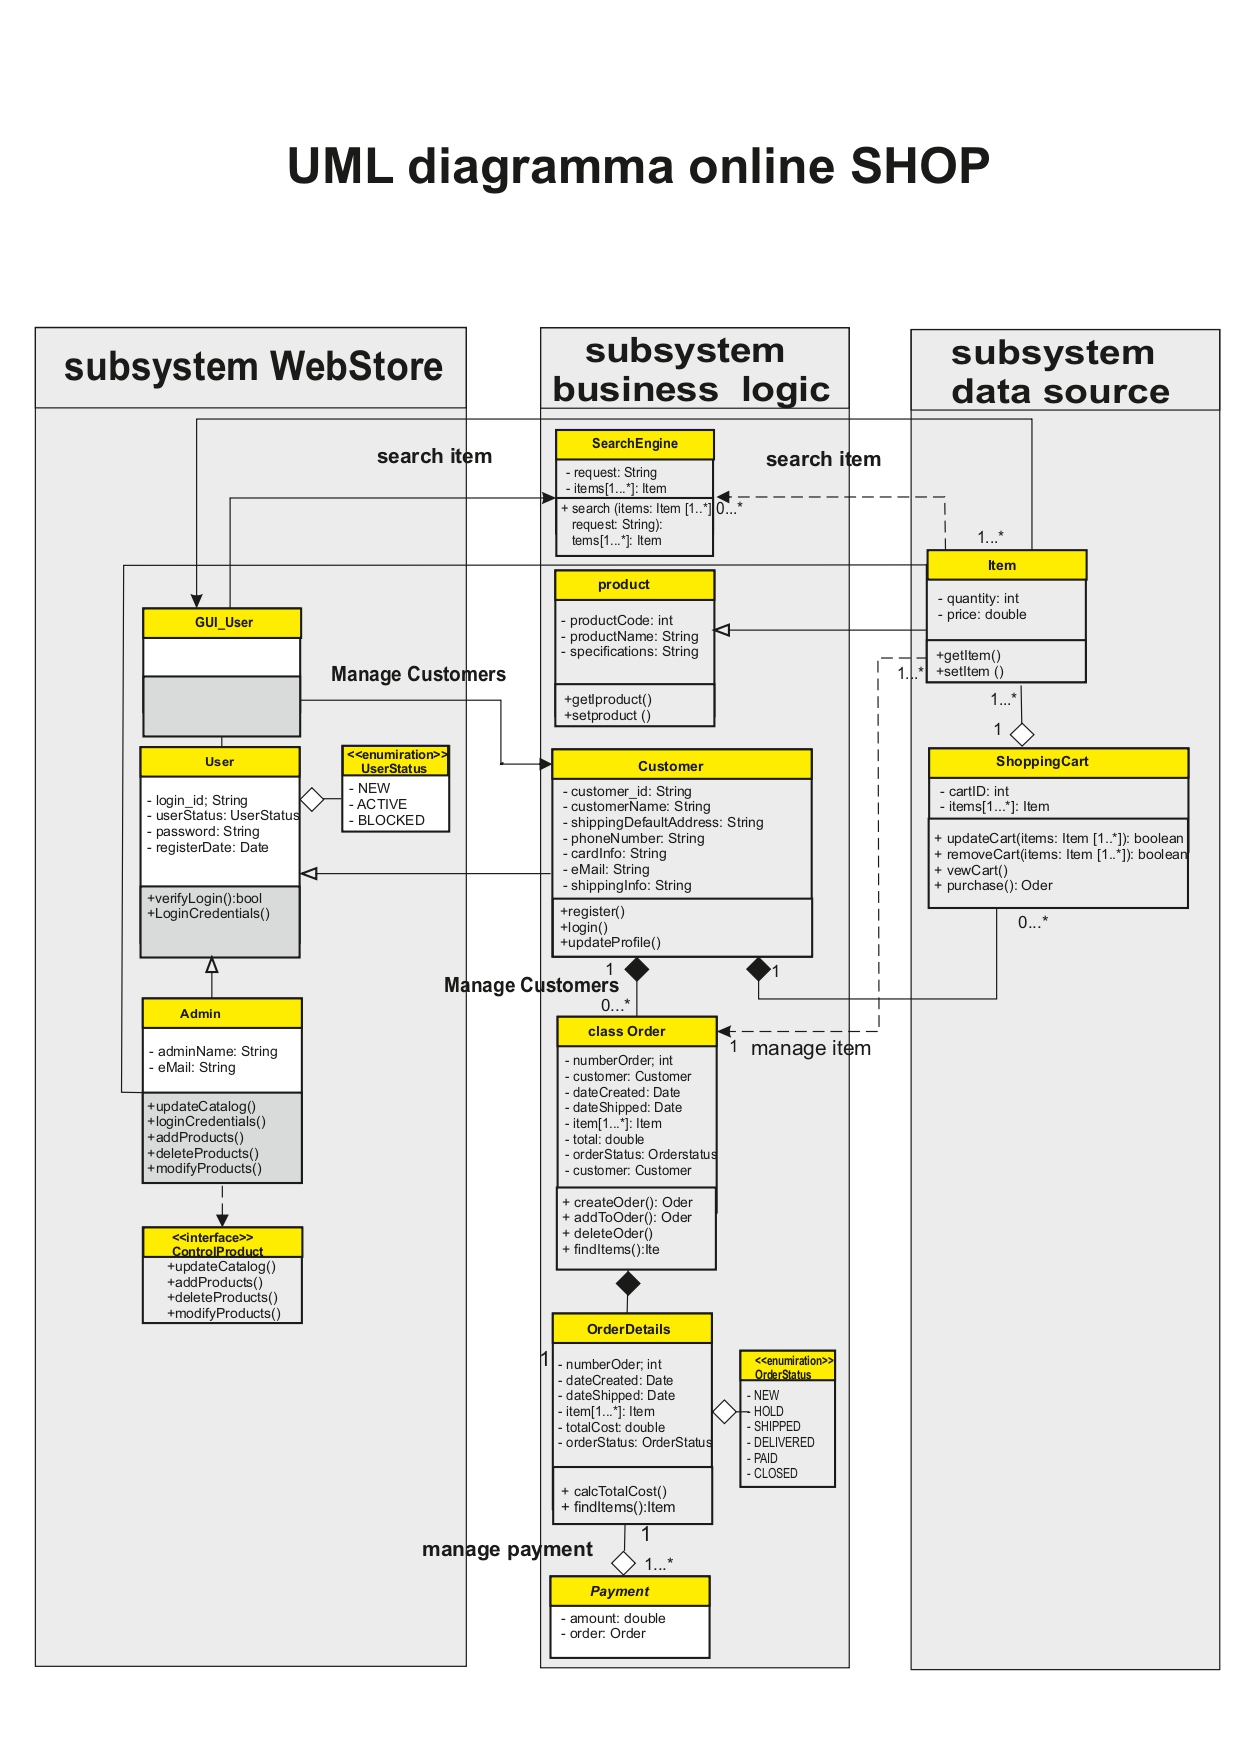 UML diagramma online SHOP
subsystem WebStore
search item
GUI_User
Manage Customers
User
- login_id; String
- userStatus: UserStatus
- password: String
- registerDate: Date
+verifyLogin():bool
+LoginCredentials()
<<enumiration>>
UserStatus
- NEW
- ACTIVE
- BLOCKED
Admin
- adminName: String
- eMail: String
+updateCatalog()
+loginCredentials()
+addProducts()
+deleteProducts()
+modifyProducts()
<<interface>>
ControlProduct
+updateCatalog()
+addProducts()
+deleteProducts()
+modifyProducts()
subsystem
business logic
SearchEngine
- request: String
- items[1...*]: Item
+ search (items: Item [1..*]
request: String):
tems[1...*]: Item
search item
0...*
product
- productCode: int
- productName: String
- specifications: String
+getIproduct()
+setproduct ()
Customer
- customer_id: String
- customerName: String
- shippingDefaultAddress: String
- phoneNumber: String
- cardInfo: String
- eMail: String
- shippingInfo: String
+register()
+login()
+updateProfile()
1
1
Manage Customers
0...*
class Order
- numberOrder; int
- customer: Customer
- dateCreated: Date
- dateShipped: Date
- item[1...*]: Item
- total: double
- orderStatus: Orderstatus
- customer: Customer
+ createOder(): Oder
+ addToOder(): Oder
+ deleteOder()
+ findItems():Ite
1
manage item
OrderDetails
1
- numberOder; int
- dateCreated: Date
- dateShipped: Date
- item[1...*]: Item
- totalCost: double
- orderStatus: OrderStatus
+ calcTotalCost()
+ findItems():Item
<<enumiration>>
OrderStatus
- NEW
- HOLD
- SHIPPED
- DELIVERED
- PAID
- CLOSED
1
manage payment
1...*
Payment
- amount: double
- order: Order
subsystem
data source
1...*
Item
- quantity: int
- price: double
+getItem()
+setItem ()
1...*
1...*
1
ShoppingCart
- cartID: int
- items[1...*]: Item
+ updateCart(items: Item [1..*]): boolean
+ removeCart(items: Item [1..*]): boolean
+ vewCart()
+ purchase(): Oder
0...*